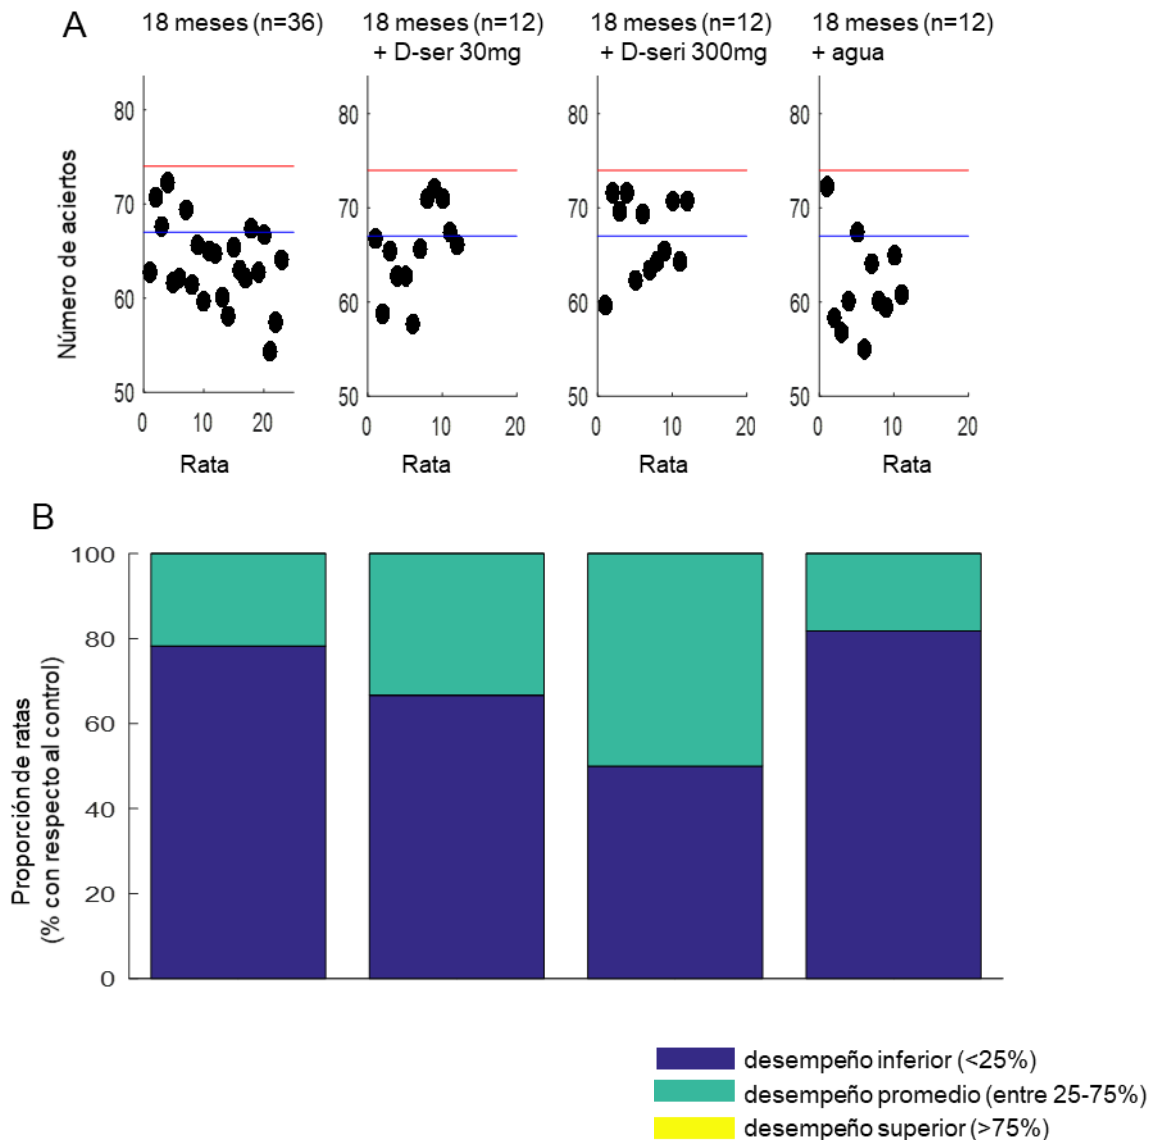 A
18 meses (n=36)
18 meses (n=12)
+ D-ser 30mg
18 meses (n=12)
+ D-seri 300mg
18 meses (n=12)
+ agua
Número de aciertos
80
70
60
50
0
10
20
Rata
80
70
60
50
0
10
20
Rata
80
70
60
50
0
10
20
Rata
80
70
60
50
0
10
20
Rata
B
Proporción de ratas
(% con respecto al control)
100
80
60
40
20
0
desempeño inferior (<25%)
desempeño promedio (entre 25-75%)
desempeño superior (>75%)